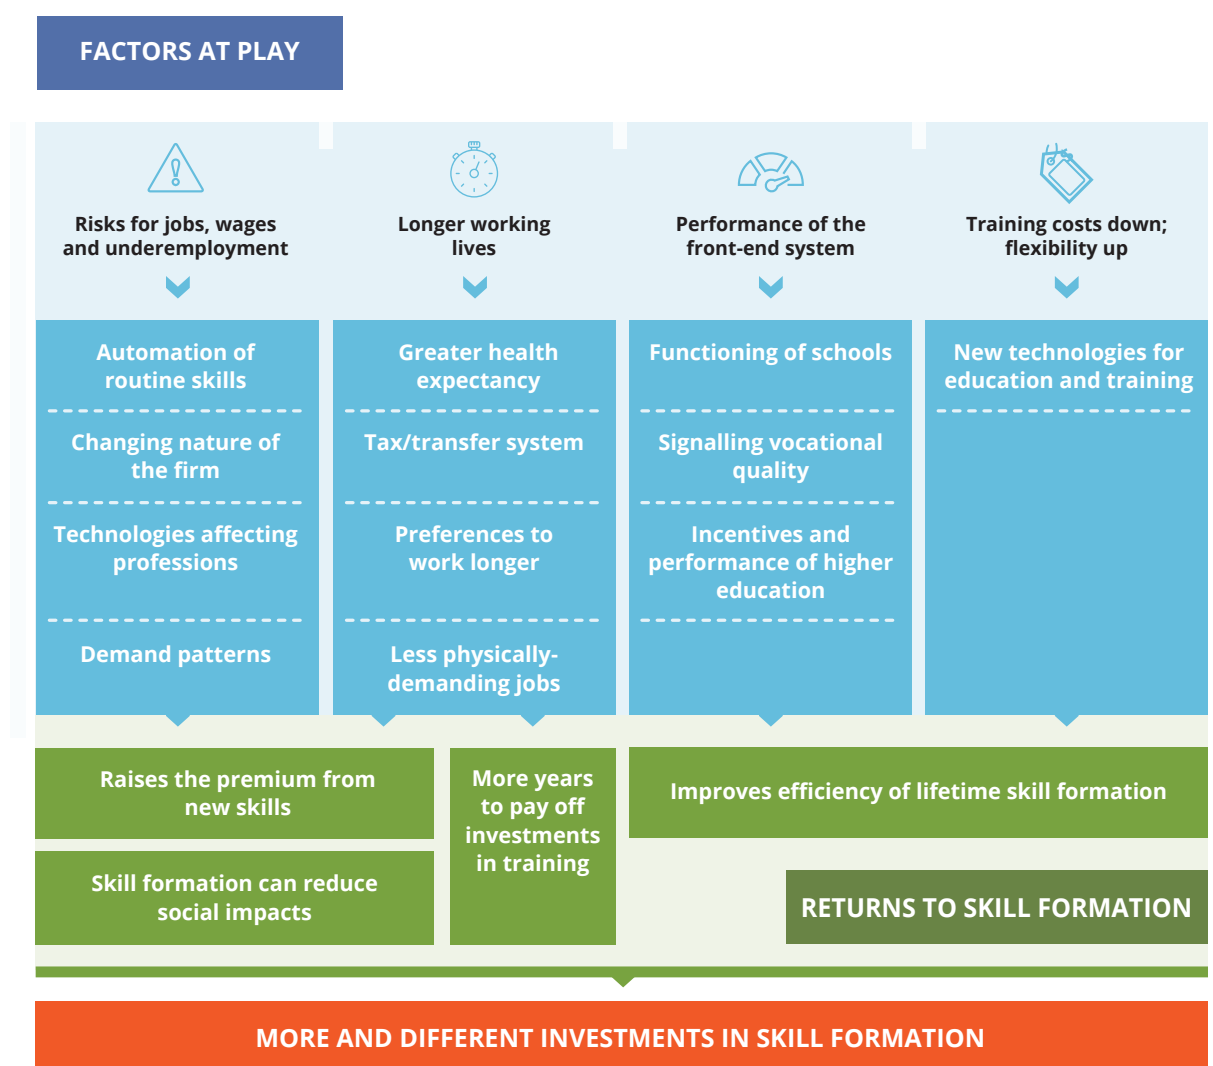 FACTORS AT PLAY
Risks for jobs, wages
and underemployment
Automation of
routine skills
Changing nature of
the firm
Technologies affecting
professions
Demand patterns
Longer working
lives
Greater health
expectancy
Tax/transfer system
Preferences to
work longer
Less physically-
demanding jobs
Performance of the
front-end system
Functioning of schools
Signalling vocational
quality
Incentives and
performance of higher
education
Training costs down;
flexibility up
New technologies for
education and training
Raises the premium from
new skills
Skill formation can reduce
social impacts
More years
to pay off
investments
in training
Improves efficiency of lifetime skill formation
RETURNS TO SKILL FORMATION
MORE AND DIFFERENT INVESTMENTS IN SKILL FORMATION